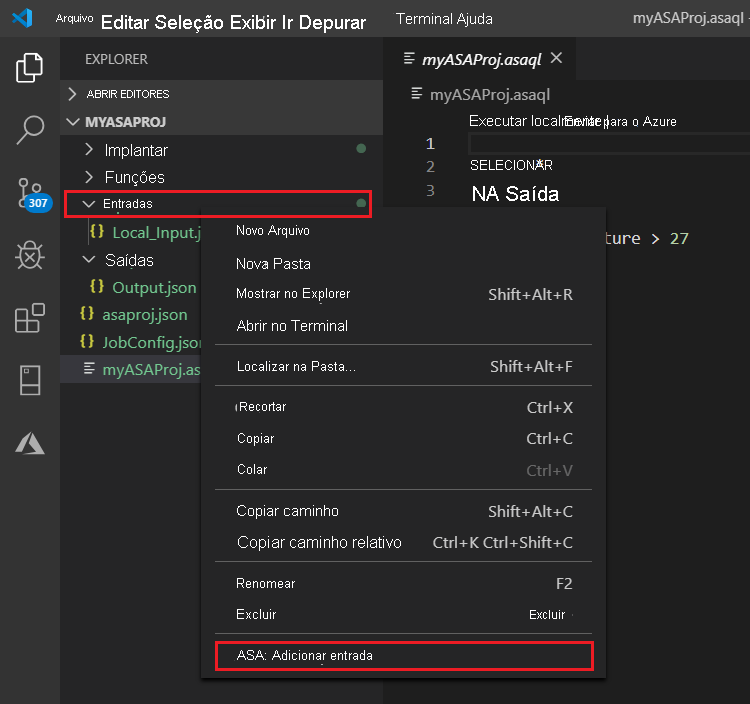 Arquivo Editar Seleção Exibir Ir Depurar Terminal Ajuda myASAProj.asaql -
EXPLORER
myASAProj.asaql
ABRIR EDITORES
myASAProj.asaql
MYASAPROJ
Executar localmente| Enviar para o Azure
Implantar
1
Funções
2 SELECIONAR*
Entradas
3 NA Saída
Local_Input.j
ture > 27
Saídas
Output.json
asaproj.json
JobConfig.json
myASAProj.as
307
Novo Arquivo
Nova Pasta
Mostrar no Explorer Shift+Alt+R
Abrir no Terminal
Localizar na Pasta... Shift+Alt+F
Recortar Ctrl+X
Copiar Ctrl+C
Colar Ctrl+V
Copiar caminho Shift+Alt+C
Copiar caminho relativo Ctrl+K Ctrl+Shift+C
Renomear F2
Excluir Excluir
ASA: Adicionar entrada